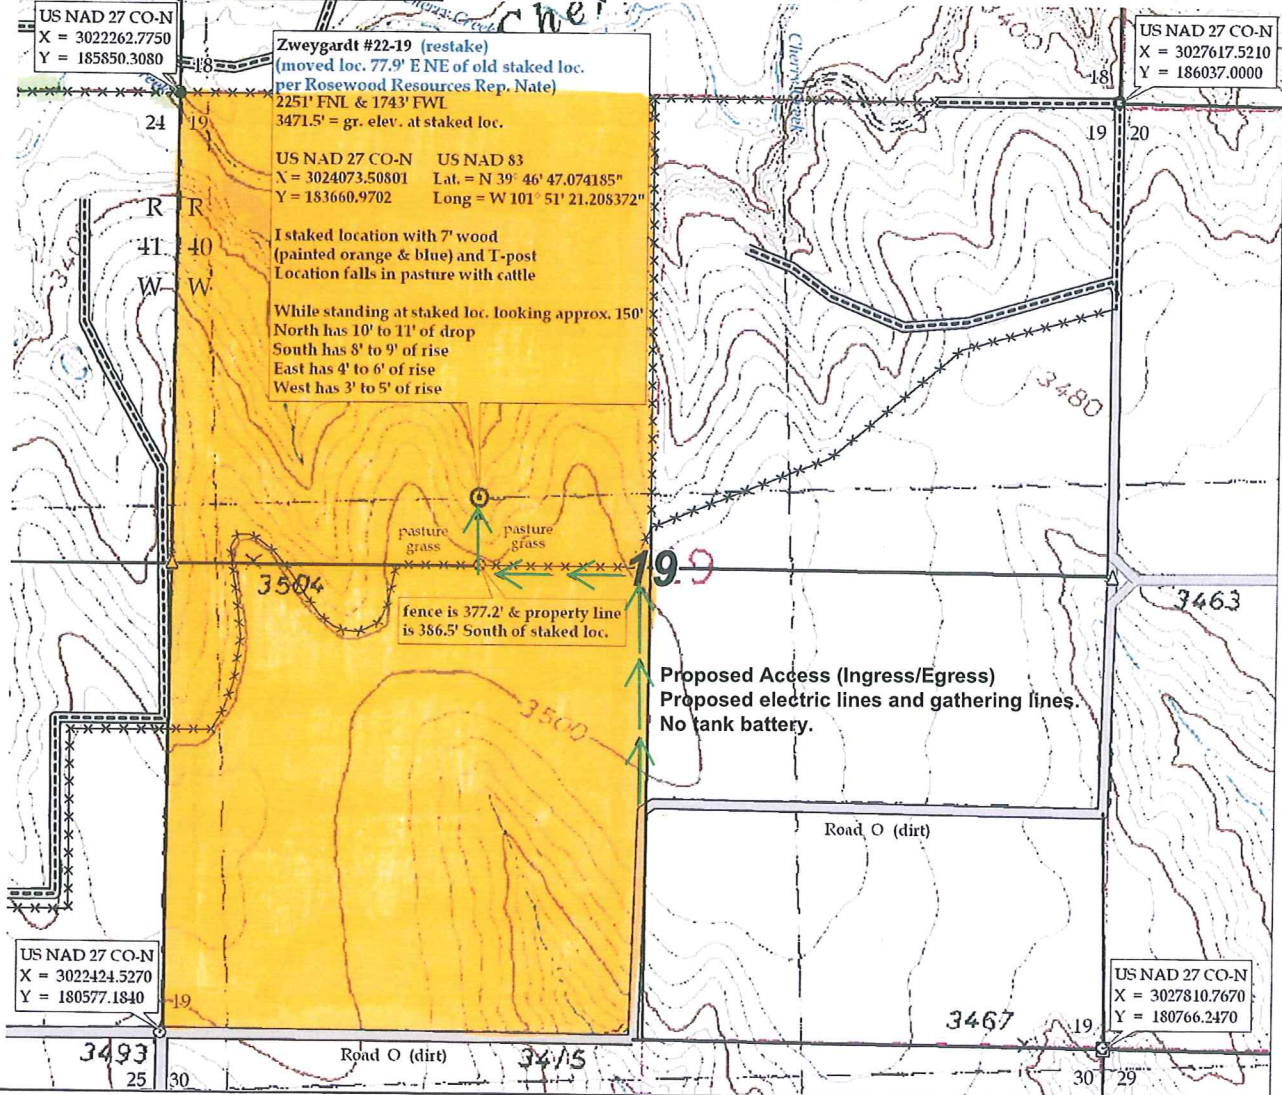 US NAD 27 CO-N
X = 3022262.7750
Y = 185850.3080
Cherry Creek
Cher
Zweygardt #22-19 (restake)
(moved loc. 77.9' E NE of old staked loc.
per Rosewood Resources Rep. Nate)
2251' FNL & 1743' FWL
3471.5' = gr. elev. at staked loc.
US NAD 27 CO-N US NAD 83
X = 3024073.50801 Lat. = N 39° 46' 47.074185"
Y = 183660.9702 Long = W 101° 51' 21.208372"
I staked location with 7' wood
(painted orange & blue) and T-post
Location falls in pasture with cattle
While standing at staked loc. looking approx. 150'
North has 10' to 11' of drop
South has 8' to 9' of rise
East has 4' to 6' of rise
West has 3' to 5' of rise
US NAD 27 CO-N
X = 3027617.5210
Y = 186037.0000
Cherry Creek
3400
18
18
24 19
19 20
R R
41 40
W W
3480
pasture
grass
pasture
grass
19
19
3504
3463
fence is 377.2' & property line
is 386.5' South of staked loc.
Proposed Access (Ingress/Egress)
Proposed electric lines and gathering lines.
No tank battery.
3500
Road O (dirt)
US NAD 27 CO-N
X = 3022424.5270
Y = 180577.1840
19
US NAD 27 CO-N
X = 3027810.7670
Y = 180766.2470
3467
19
3493
Road O (dirt)
3475
25 30
30 29